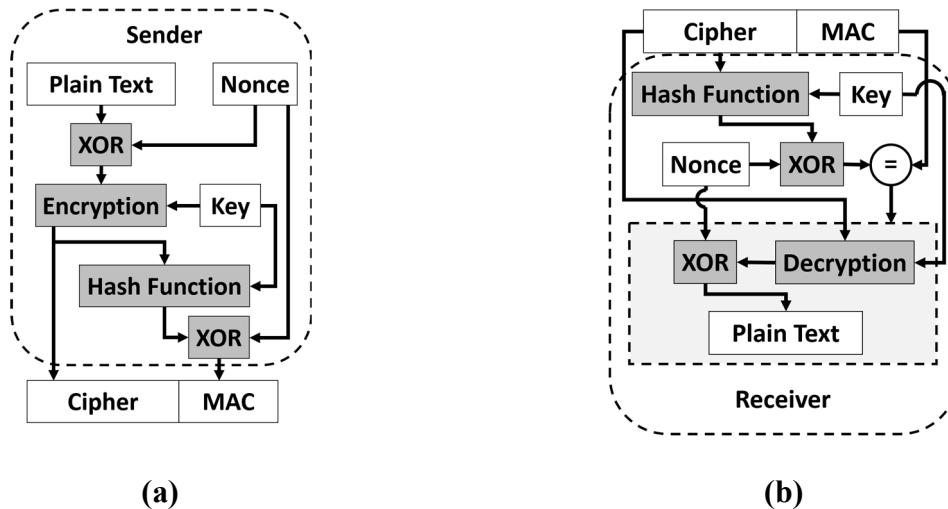 Sender
Plain Text
Nonce
XOR
Encryption
Key
Hash Function
XOR
Cipher
MAC
(a)
Cipher
MAC
Hash Function
Key
Nonce
XOR
=
XOR
Decryption
Plain Text
Receiver
(b)